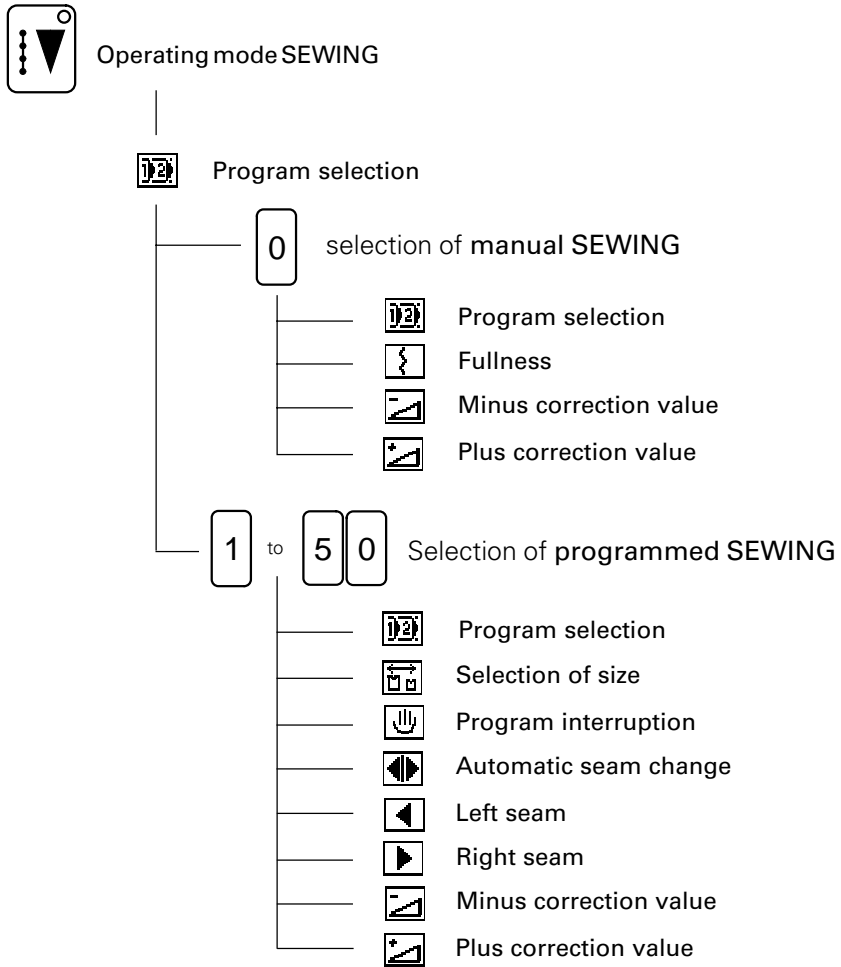 Operating mode SEWING
Program selection
0 selection of manual SEWING
Program selection
Fullness
Minus correction value
Plus correction value
1 to 5 0 Selection of programmed SEWING
Program selection
Selection of size
Program interruption
Automatic seam change
Left seam
Right seam
Minus correction value
Plus correction value